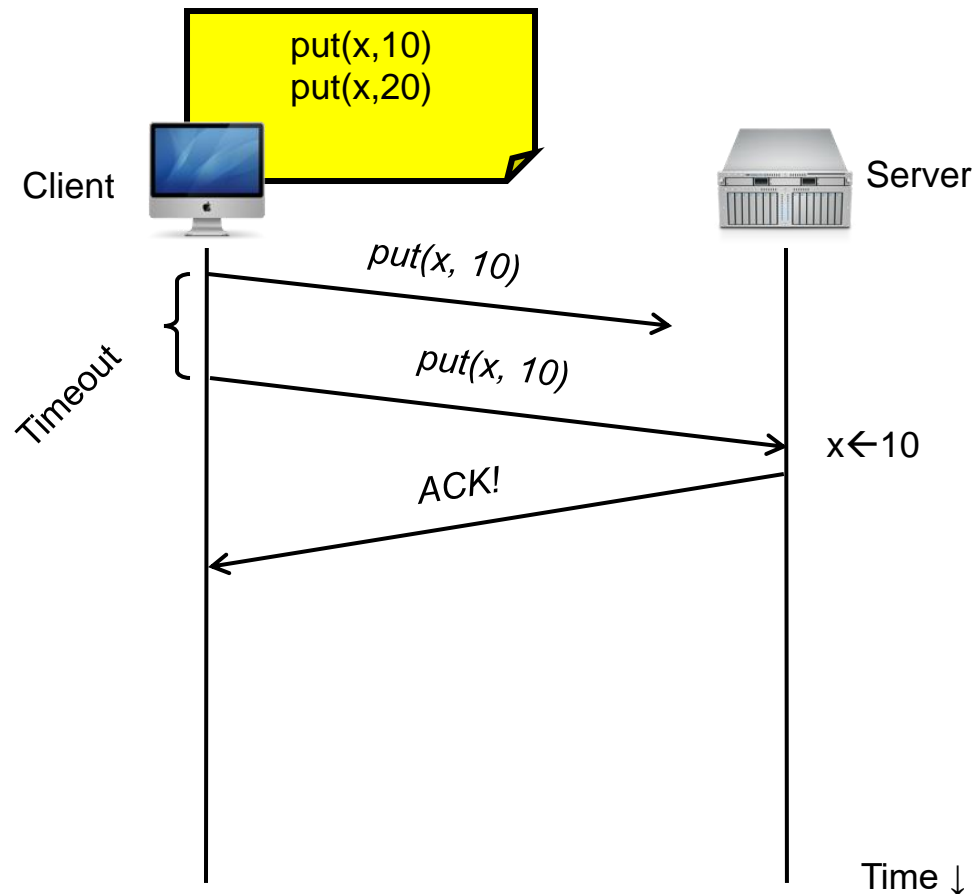 put(x,10)
put(x,20)
Client
Server
put(x, 10)
Timeout
put(x, 10)
x←10
ACK!
Time ↓